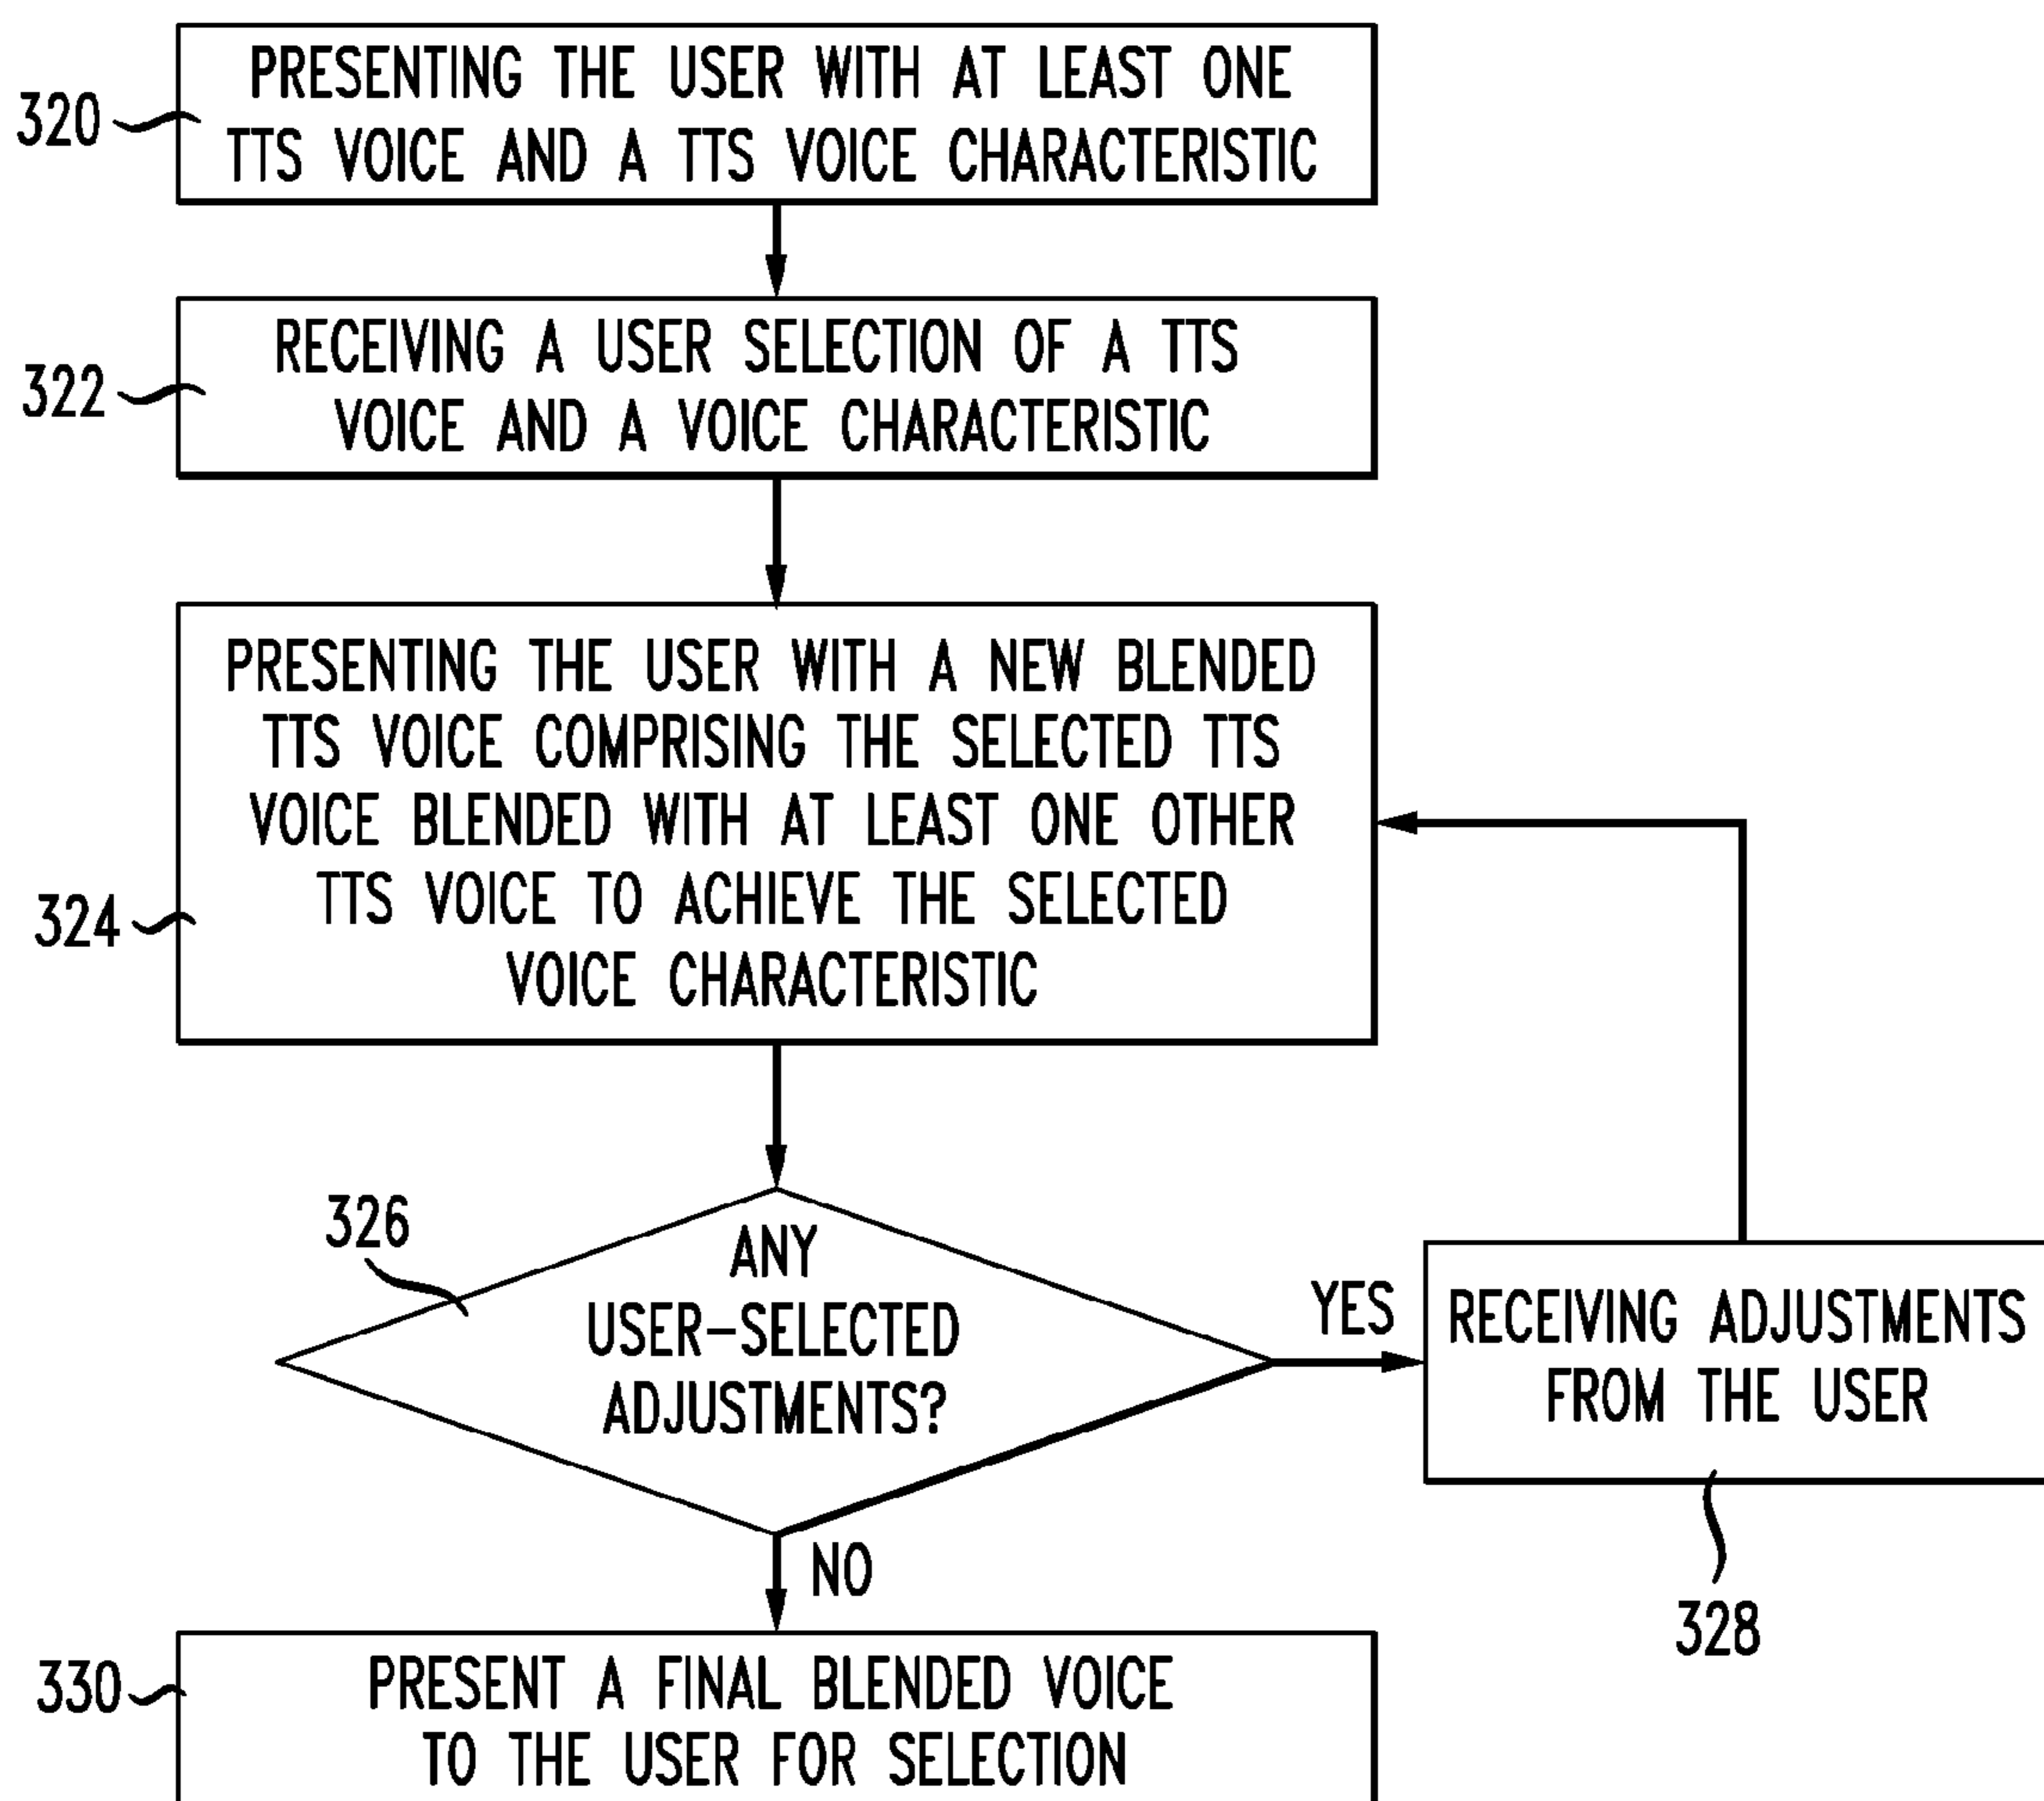 320
PRESENTING THE USER WITH AT LEAST ONE
TTS VOICE AND A TTS VOICE CHARACTERISTIC
322
RECEIVING A USER SELECTION OF A TTS
VOICE AND A VOICE CHARACTERISTIC
324
PRESENTING THE USER WITH A NEW BLENDED
TTS VOICE COMPRISING THE SELECTED TTS
VOICE BLENDED WITH AT LEAST ONE OTHER
TTS VOICE TO ACHIEVE THE SELECTED
VOICE CHARACTERISTIC
326
ANY
USER-SELECTED
ADJUSTMENTS?
YES
RECEIVING ADJUSTMENTS
FROM THE USER
328
NO
330
PRESENT A FINAL BLENDED VOICE
TO THE USER FOR SELECTION